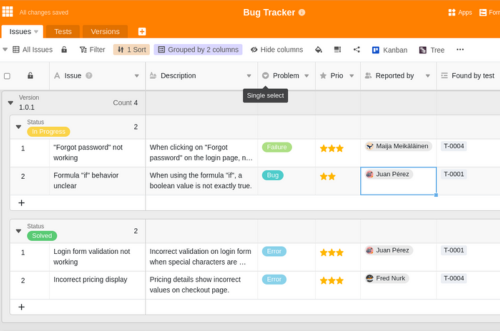 All changes saved
Bug Tracker
Apps
For
Issues
Tests
Versions
All Issues
Filter
1 Sort
Grouped by 2 columns
Hide columns
Kanban
Tree
Issue
Description
Problem
Prio
Reported by
Found by test
Single select
Version
1.0.1
Count 4
Status
In Progress
2
1
"Forgot password" not
working
When clicking on "Forgot
password" on the login page, n...
Failure
Maija Meikäläinen
T-0004
2
Formula "if" behavior
unclear
When using the formula "if", a
boolean value is not exactly true.
Bug
Juan Pérez
T-0001
Status
Solved
2
1
Login form validation not
working
Incorrect validation on login form
when special characters are ...
Error
Juan Pérez
T-0001
2
Incorrect pricing display
Pricing details show incorrect
values on checkout page.
Error
Fred Nurk
T-0004